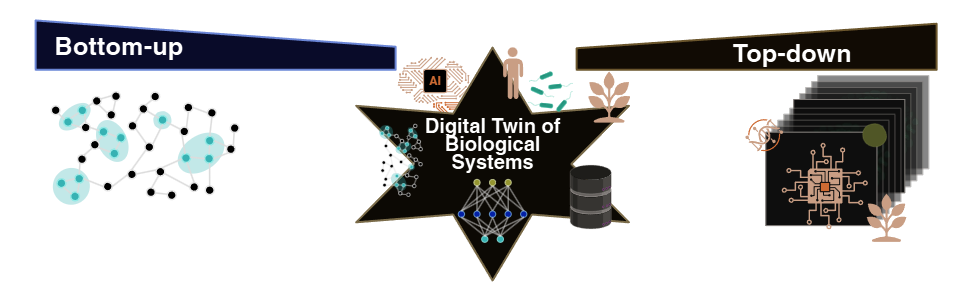 Bottom-up
Top-down
AI
Digital Twin of
Biological
Systems